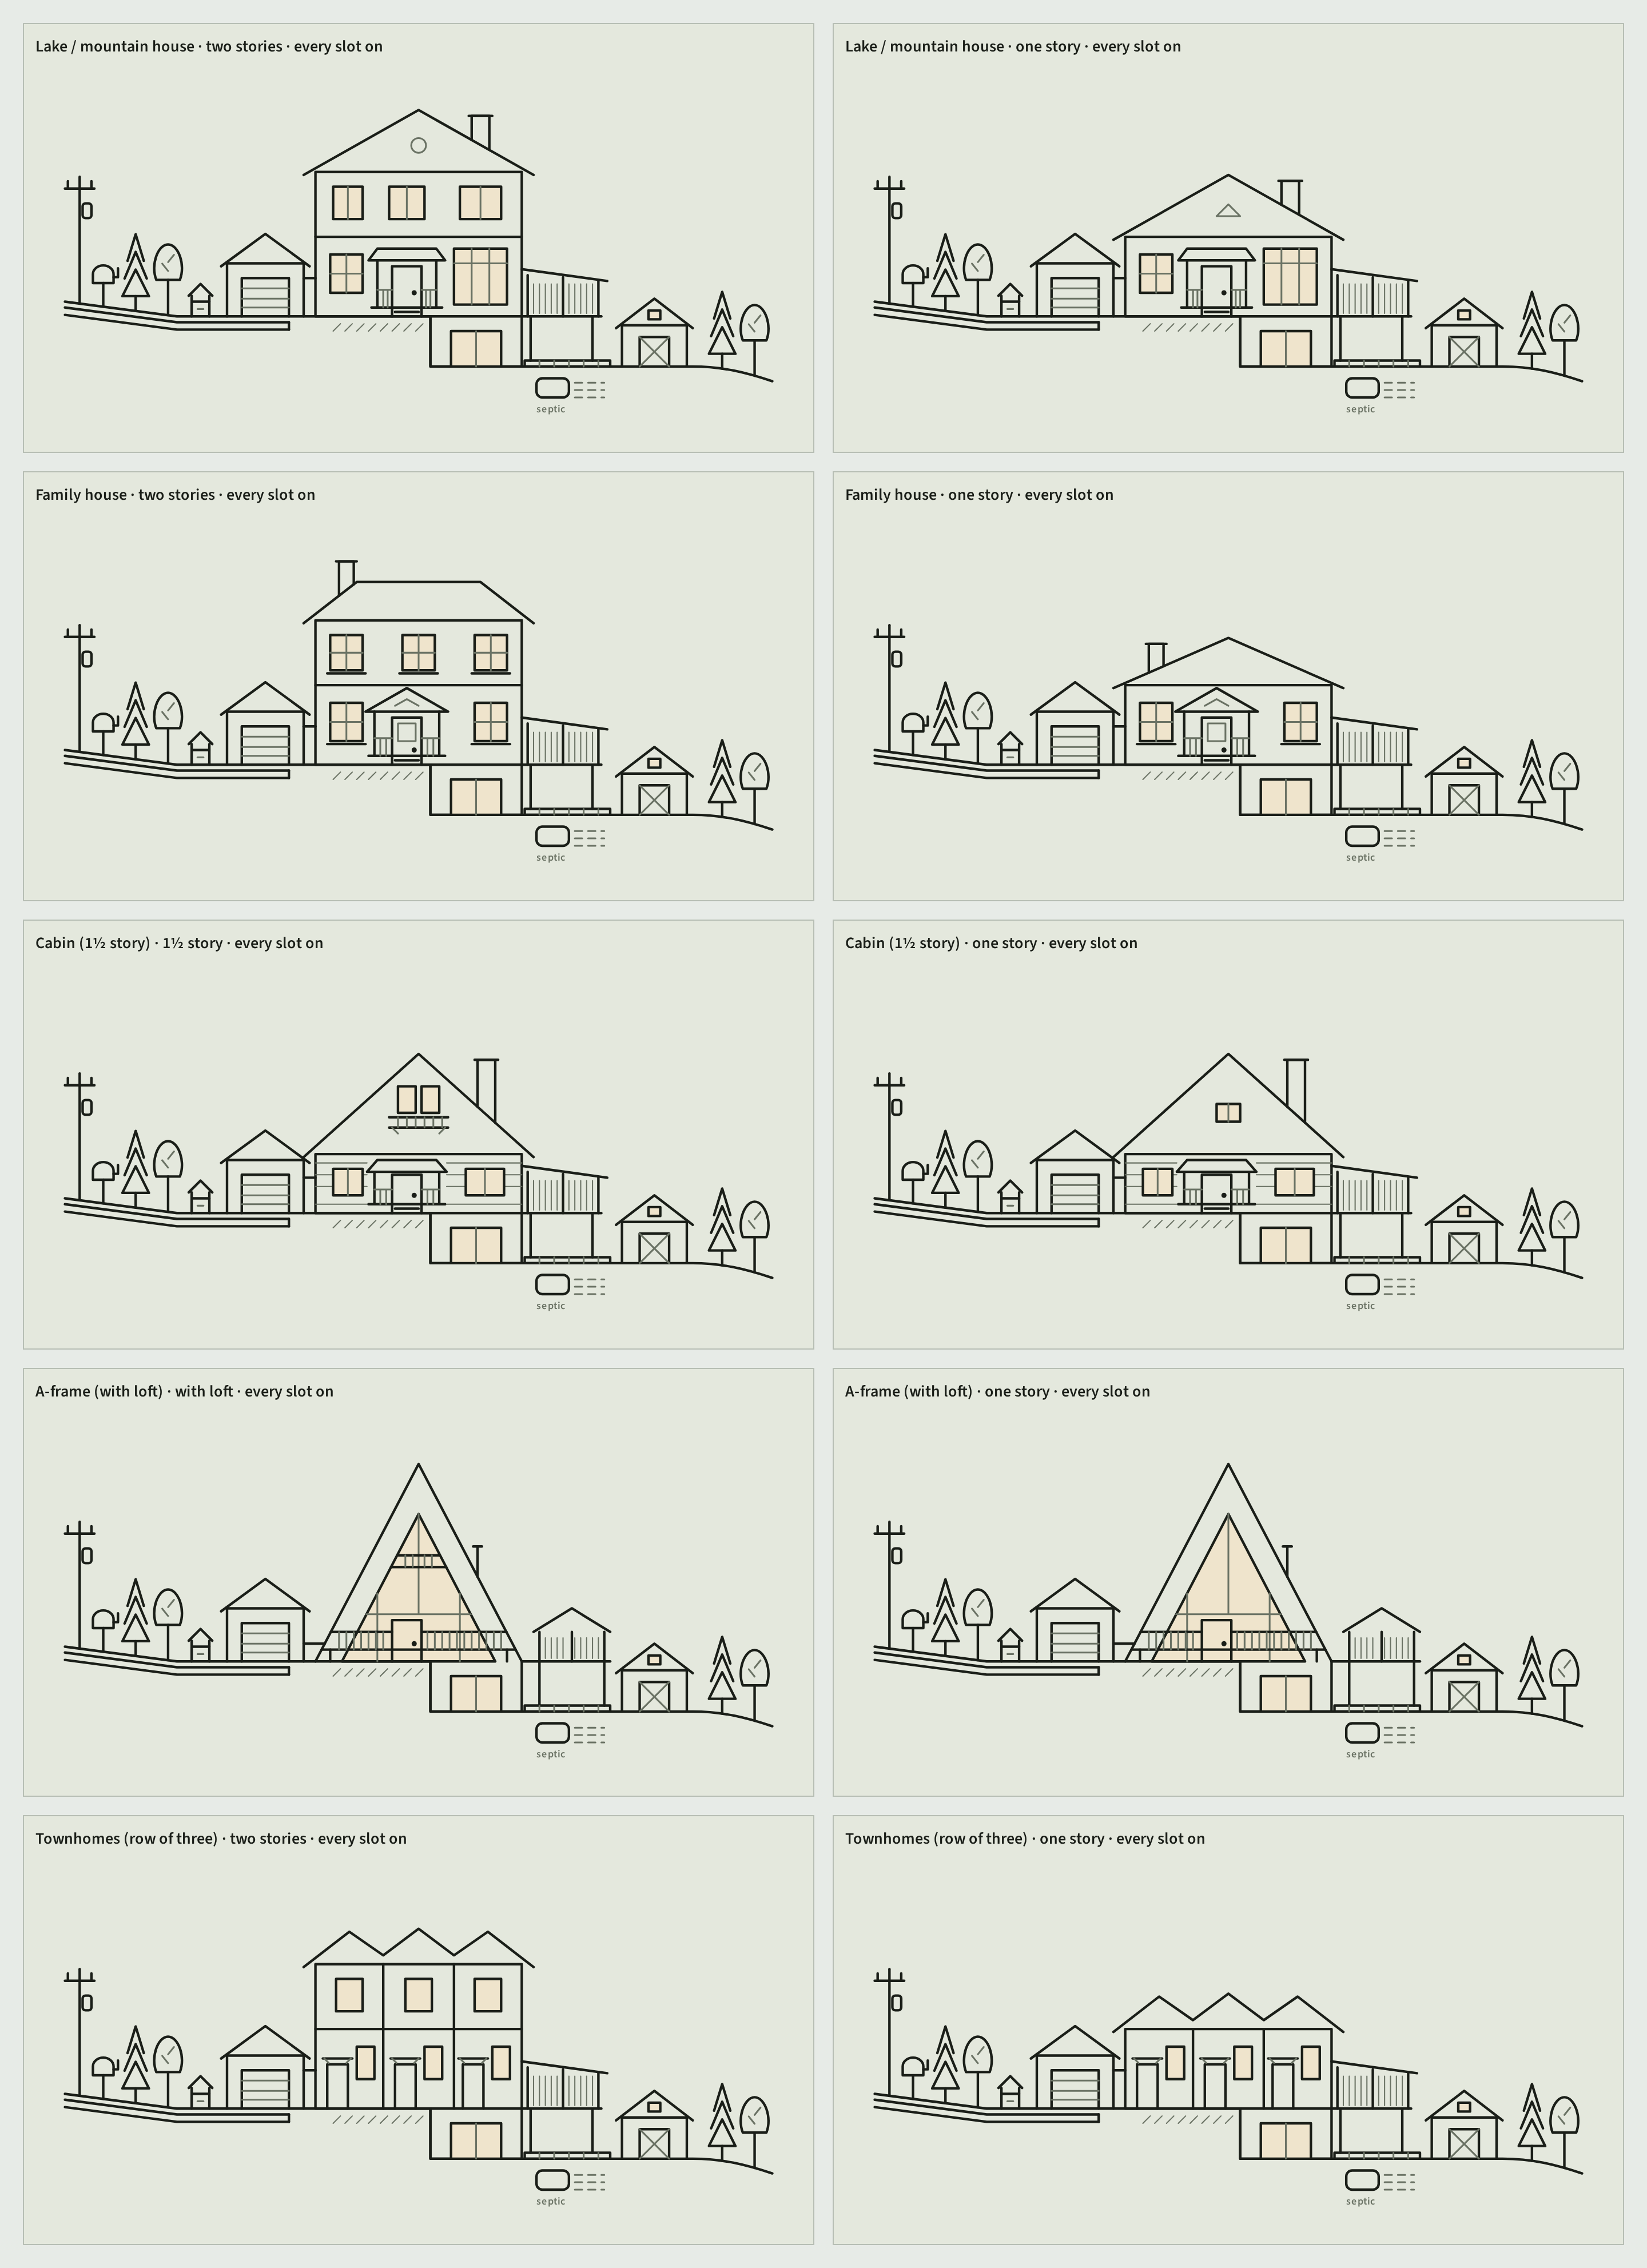 Lake / mountain house · two stories · every slot on
Lake / mountain house · one story · every slot on
septic
septic
Family house · two stories · every slot on
Family house · one story · every slot on
septic
septic
Cabin (1½ story) · 1½ story · every slot on
Cabin (1½ story) · one story · every slot on
septic
septic
A-frame (with loft) · with loft · every slot on
A-frame (with loft) · one story · every slot on
septic
septic
Townhomes (row of three) · two stories · every slot on
Townhomes (row of three) · one story · every slot on
septic
septic